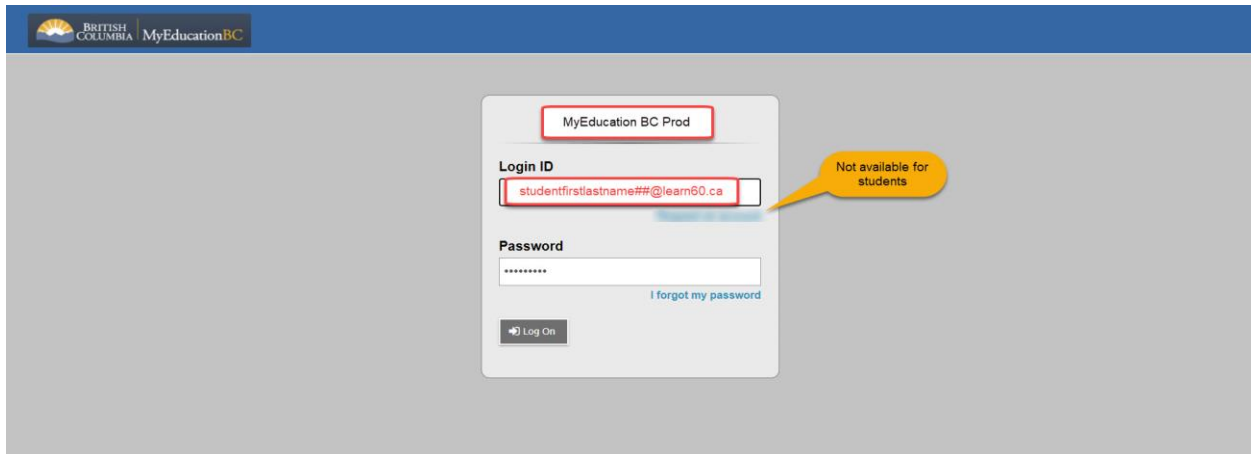 BRITISH
COLUMBIA
MyEducationBC
MyEducation BC Prod
Login ID
studentfirstlastname##@learn60.ca
Not available for
students
Password
•••••••••
I forgot my password
Log On